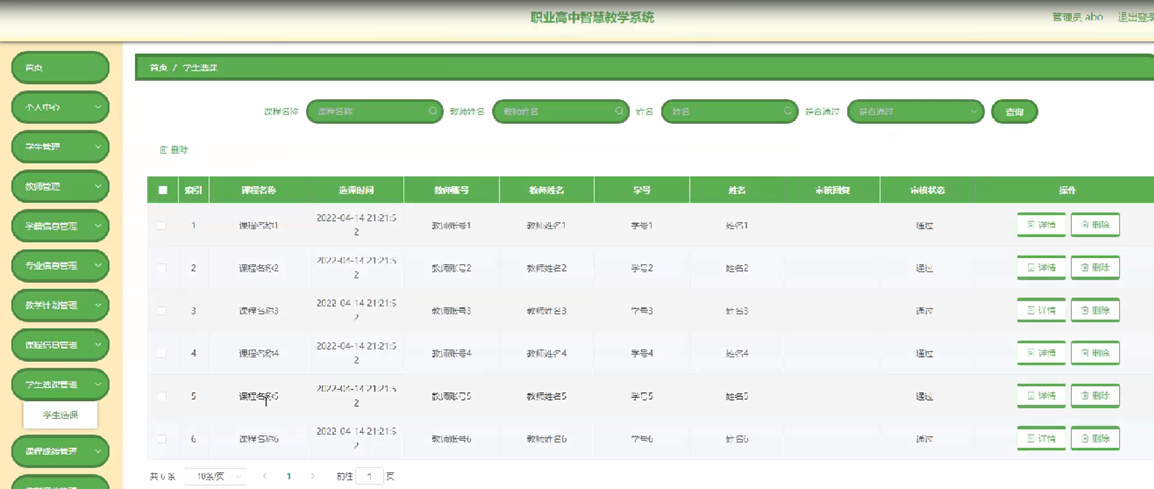 职业高中智慧教学系统
管理员 abo 退出登录
首页
个人中心
学生管理
教师管理
学籍信息管理
专业信息管理
教学计划管理
课程信息管理
学生选课管理
学生选课
课程成绩管理
首页 / 学生选课
课程名称 课程名称 教师姓名 教师姓名 姓名 姓名 是否通过 是否通过 查询
删除
索引 课程名称 选课时间 教师账号 教师姓名 学号 姓名 审核回复 审核状态 操作
1 课程名称1 2022-04-14 21:21:52 教师账号1 教师姓名1 学号1 姓名1 通过 详情 删除
2 课程名称2 2022-04-14 21:21:52 教师账号2 教师姓名2 学号2 姓名2 通过 详情 删除
3 课程名称3 2022-04-14 21:21:52 教师账号3 教师姓名3 学号3 姓名3 通过 详情 删除
4 课程名称4 2022-04-14 21:21:52 教师账号4 教师姓名4 学号4 姓名4 通过 详情 删除
5 课程名称5 2022-04-14 21:21:52 教师账号5 教师姓名5 学号5 姓名5 通过 详情 删除
6 课程名称6 2022-04-14 21:21:52 教师账号6 教师姓名6 学号6 姓名6 通过 详情 删除
共 6 条 10条/页 1 前往 1 页